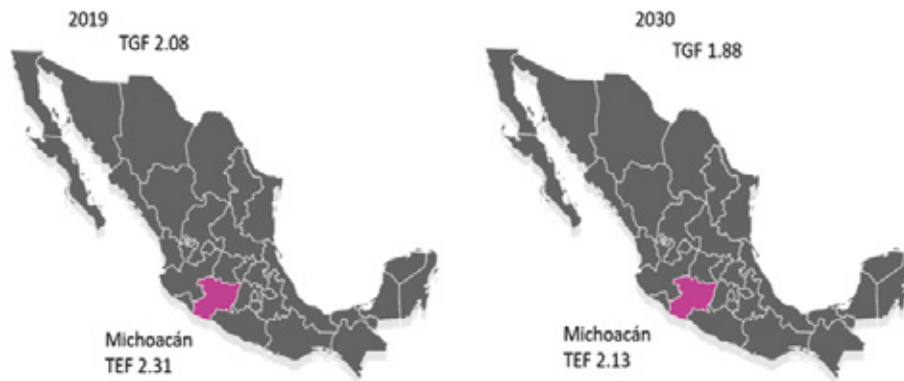 2019
TGF 2.08
Michoacán
TEF 2.31
2030
TGF 1.88
Michoacán
TEF 2.13